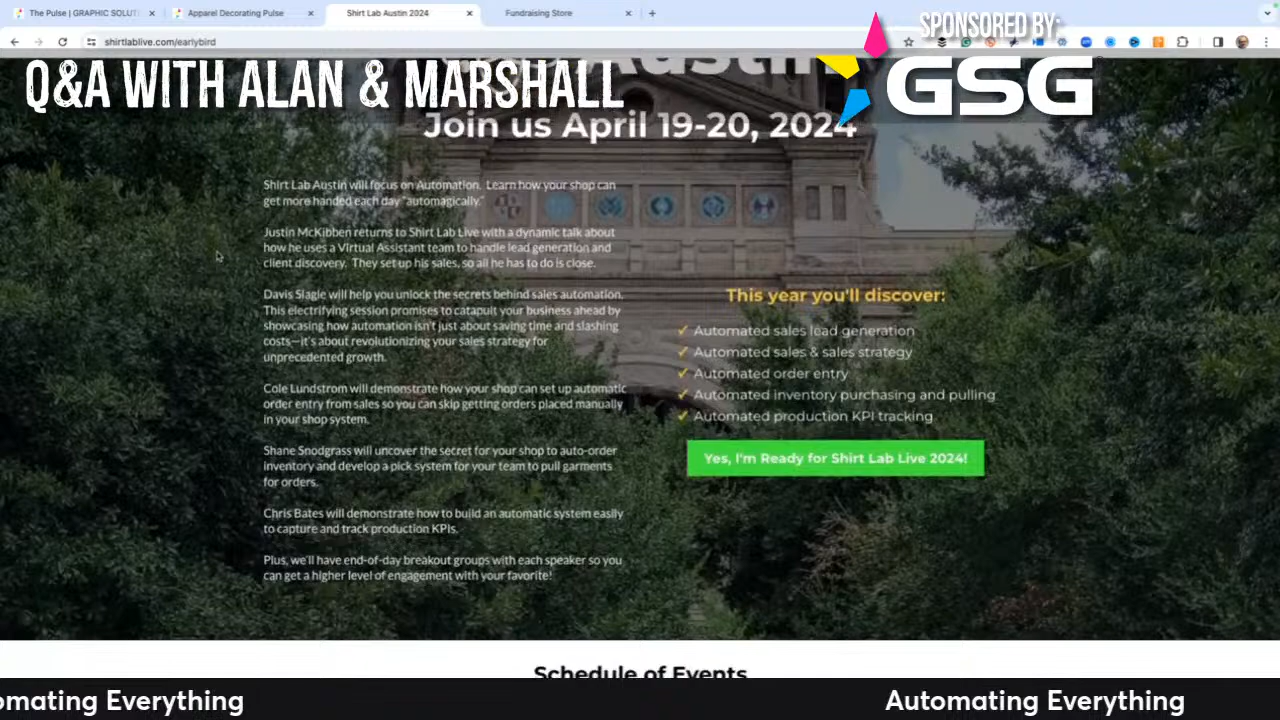 The Pulse | GRAPHIC SOLUTI
Apparel Decorating Pulse
Shirt Lab Austin 2024
Fundraising Store
shirtlablive.com/earlybird
SPONSORED BY:
GSG
Q&A WITH ALAN & MARSHALL
Join us April 19-20, 2024
Shirt Lab Austin will focus on Automation. Learn how your shop can
get more handed each day "automagically."
Justin McKibben returns to Shirt Lab Live with a dynamic talk about
how he uses a Virtual Assistant team to handle lead generation and
client discovery. They set up his sales, so all he has to do is close.
Davis Slagle will help you unlock the secrets behind sales automation.
This electrifying session promises to catapult your business ahead by
showcasing how automation isn't just about saving time and slashing
costs—it's about revolutionizing your sales strategy for
unprecedented growth.
Cole Lundstrom will demonstrate how your shop can set up automatic
order entry from sales so you can skip getting orders placed manually
in your shop system.
Shane Snodgrass will uncover the secret for your shop to auto-order
inventory and develop a pick system for your team to pull garments
for orders.
Chris Bates will demonstrate how to build an automatic system easily
to capture and track production KPIs.
Plus, we'll have end-of-day breakout groups with each speaker so you
can get a higher level of engagement with your favorite!
This year you'll discover:
✓ Automated sales lead generation
✓ Automated sales & sales strategy
✓ Automated order entry
✓ Automated inventory purchasing and pulling
✓ Automated production KPI tracking
Yes, I'm Ready for Shirt Lab Live 2024!
Schedule of Events
omating Everything
Automating Everything